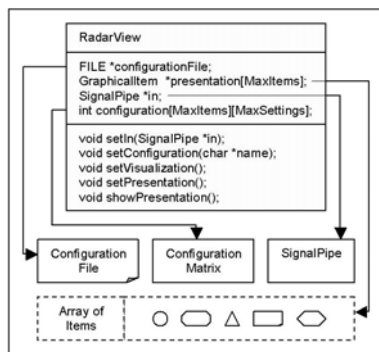 RadarView
FILE *configurationFile;
GraphicalItem *presentation[MaxItems];
SignalPipe *in;
int configuration[MaxItems][MaxSettings];
void setIn(SignalPipe *in);
void setConfiguration(char *name);
void setVisualization();
void setPresentation();
void showPresentation();
Configuration
File
Configuration
Matrix
SignalPipe
Array of
Items